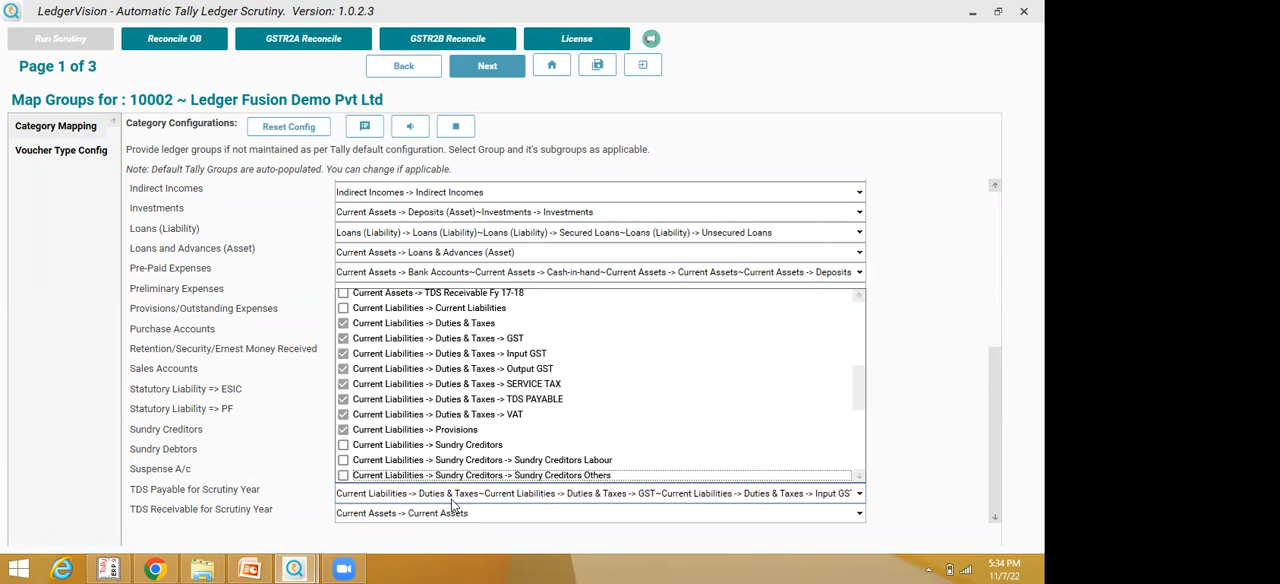 LedgerVision - Automatic Tally Ledger Scrutiny. Version: 1.0.2.3
Run Scrutiny
Reconcile OB
GSTR2A Reconcile
GSTR2B Reconcile
License
Page 1 of 3
Back
Next
Map Groups for : 10002 ~ Ledger Fusion Demo Pvt Ltd
Category Mapping
Voucher Type Config
Category Configurations:
Reset Config
Provide ledger groups if not maintained as per Tally default configuration. Select Group and it's subgroups as applicable.
Note: Default Tally Groups are auto-populated. You can change if applicable.
Indirect Incomes
Indirect Incomes -> Indirect Incomes
Investments
Current Assets -> Deposits (Asset)~Investments -> Investments
Loans (Liability)
Loans (Liability) -> Loans (Liability)~Loans (Liability) -> Secured Loans~Loans (Liability) -> Unsecured Loans
Loans and Advances (Asset)
Current Assets -> Loans & Advances (Asset)
Pre-Paid Expenses
Current Assets -> Bank Accounts~Current Assets -> Cash-in-hand~Current Assets -> Current Assets~Current Assets -> Deposits
Preliminary Expenses
Provisions/Outstanding Expenses
Purchase Accounts
Retention/Security/Ernest Money Received
Sales Accounts
Statutory Liability => ESIC
Statutory Liability => PF
Sundry Creditors
Sundry Debtors
Suspense A/c
Current Assets -> TDS Receivable Fy 17-18
Current Liabilities -> Current Liabilities
Current Liabilities -> Duties & Taxes
Current Liabilities -> Duties & Taxes -> GST
Current Liabilities -> Duties & Taxes -> Input GST
Current Liabilities -> Duties & Taxes -> Output GST
Current Liabilities -> Duties & Taxes -> SERVICE TAX
Current Liabilities -> Duties & Taxes -> TDS PAYABLE
Current Liabilities -> Duties & Taxes -> VAT
Current Liabilities -> Provisions
Current Liabilities -> Sundry Creditors
Current Liabilities -> Sundry Creditors -> Sundry Creditors Labour
Current Liabilities -> Sundry Creditors -> Sundry Creditors Others
TDS Payable for Scrutiny Year
Current Liabilities -> Duties & Taxes~Current Liabilities -> Duties & Taxes -> GST~Current Liabilities -> Duties & Taxes -> Input GS
TDS Receivable for Scrutiny Year
Current Assets -> Current Assets
5:34 PM
11/7/22